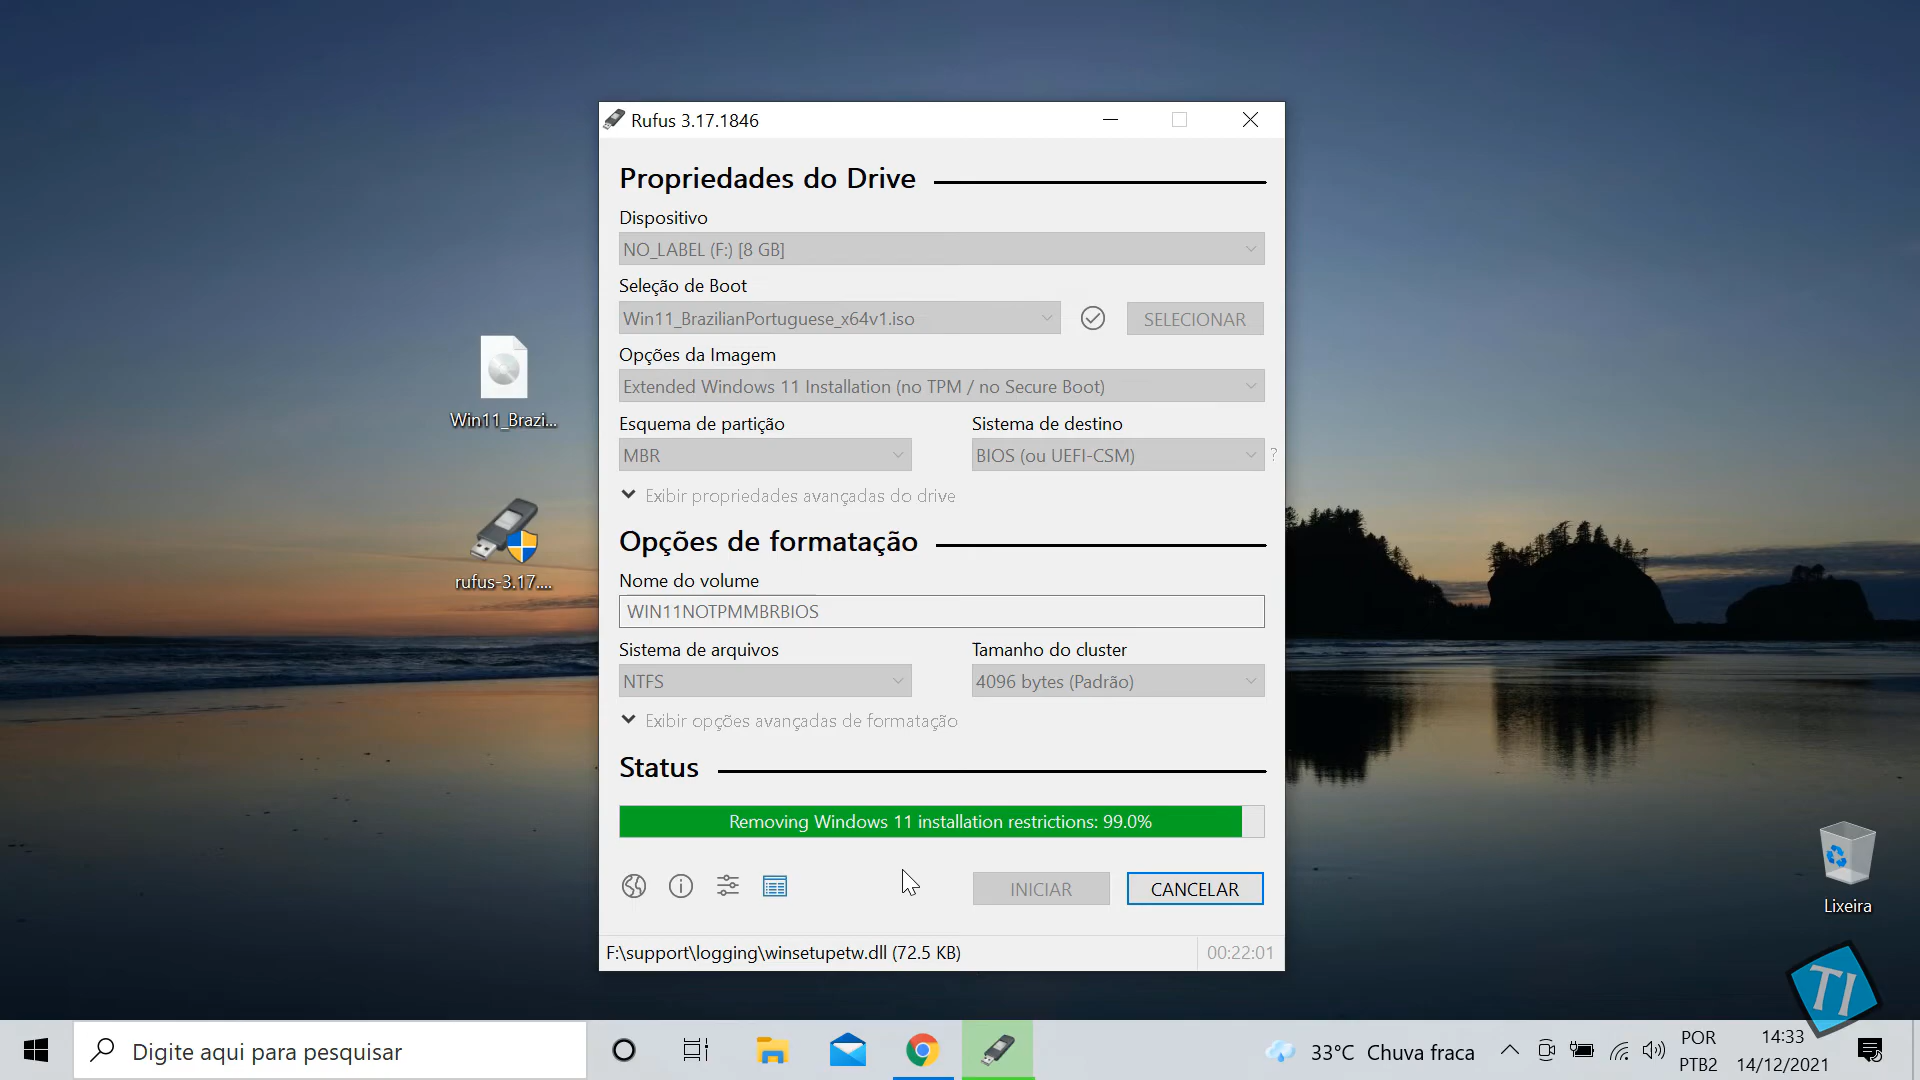 Rufus 3.17.1846
Propriedades do Drive
Dispositivo
NO_LABEL (F:) [8 GB]
Seleção de Boot
Win11_BrazilianPortuguese_x64v1.iso
SELECIONAR
Opções da Imagem
Extended Windows 11 Installation (no TPM / no Secure Boot)
Esquema de partição
Sistema de destino
MBR
BIOS (ou UEFI-CSM)
?
Exibir propriedades avançadas do drive
Opções de formatação
Nome do volume
WIN11NOTPMMBRBIOS
Sistema de arquivos
Tamanho do cluster
NTFS
4096 bytes (Padrão)
Exibir opções avançadas de formatação
Status
Removing Windows 11 installation restrictions: 99.0%
INICIAR
CANCELAR
F:\support\logging\winsetupetw.dll (72.5 KB)
00:22:01
Win11_Brazi...
rufus-3.17....
Lixeira
TI
Digite aqui para pesquisar
33°C Chuva fraca
POR
PTB2
14:33
14/12/2021